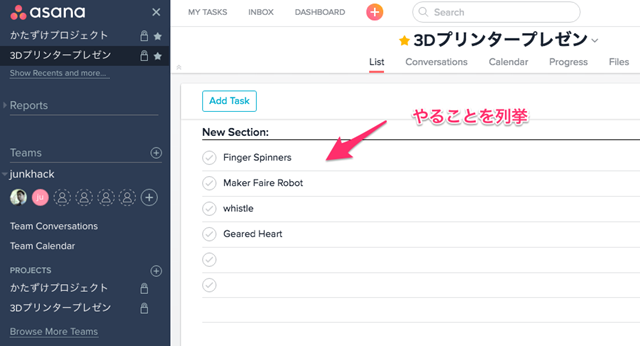 asana
かたずけプロジェクト
3Dプリンタープレゼン
Show Recents and more...
Reports
Teams
junkhack
ju
Team Conversations
Team Calendar
PROJECTS
かたずけプロジェクト
3Dプリンタープレゼン
Browse More Teams
MY TASKS INBOX DASHBOARD Search
3Dプリンタープレゼン
List Conversations Calendar Progress Files
Add Task
やることを列挙
New Section:
Finger Spinners
Maker Faire Robot
whistle
Geared Heart